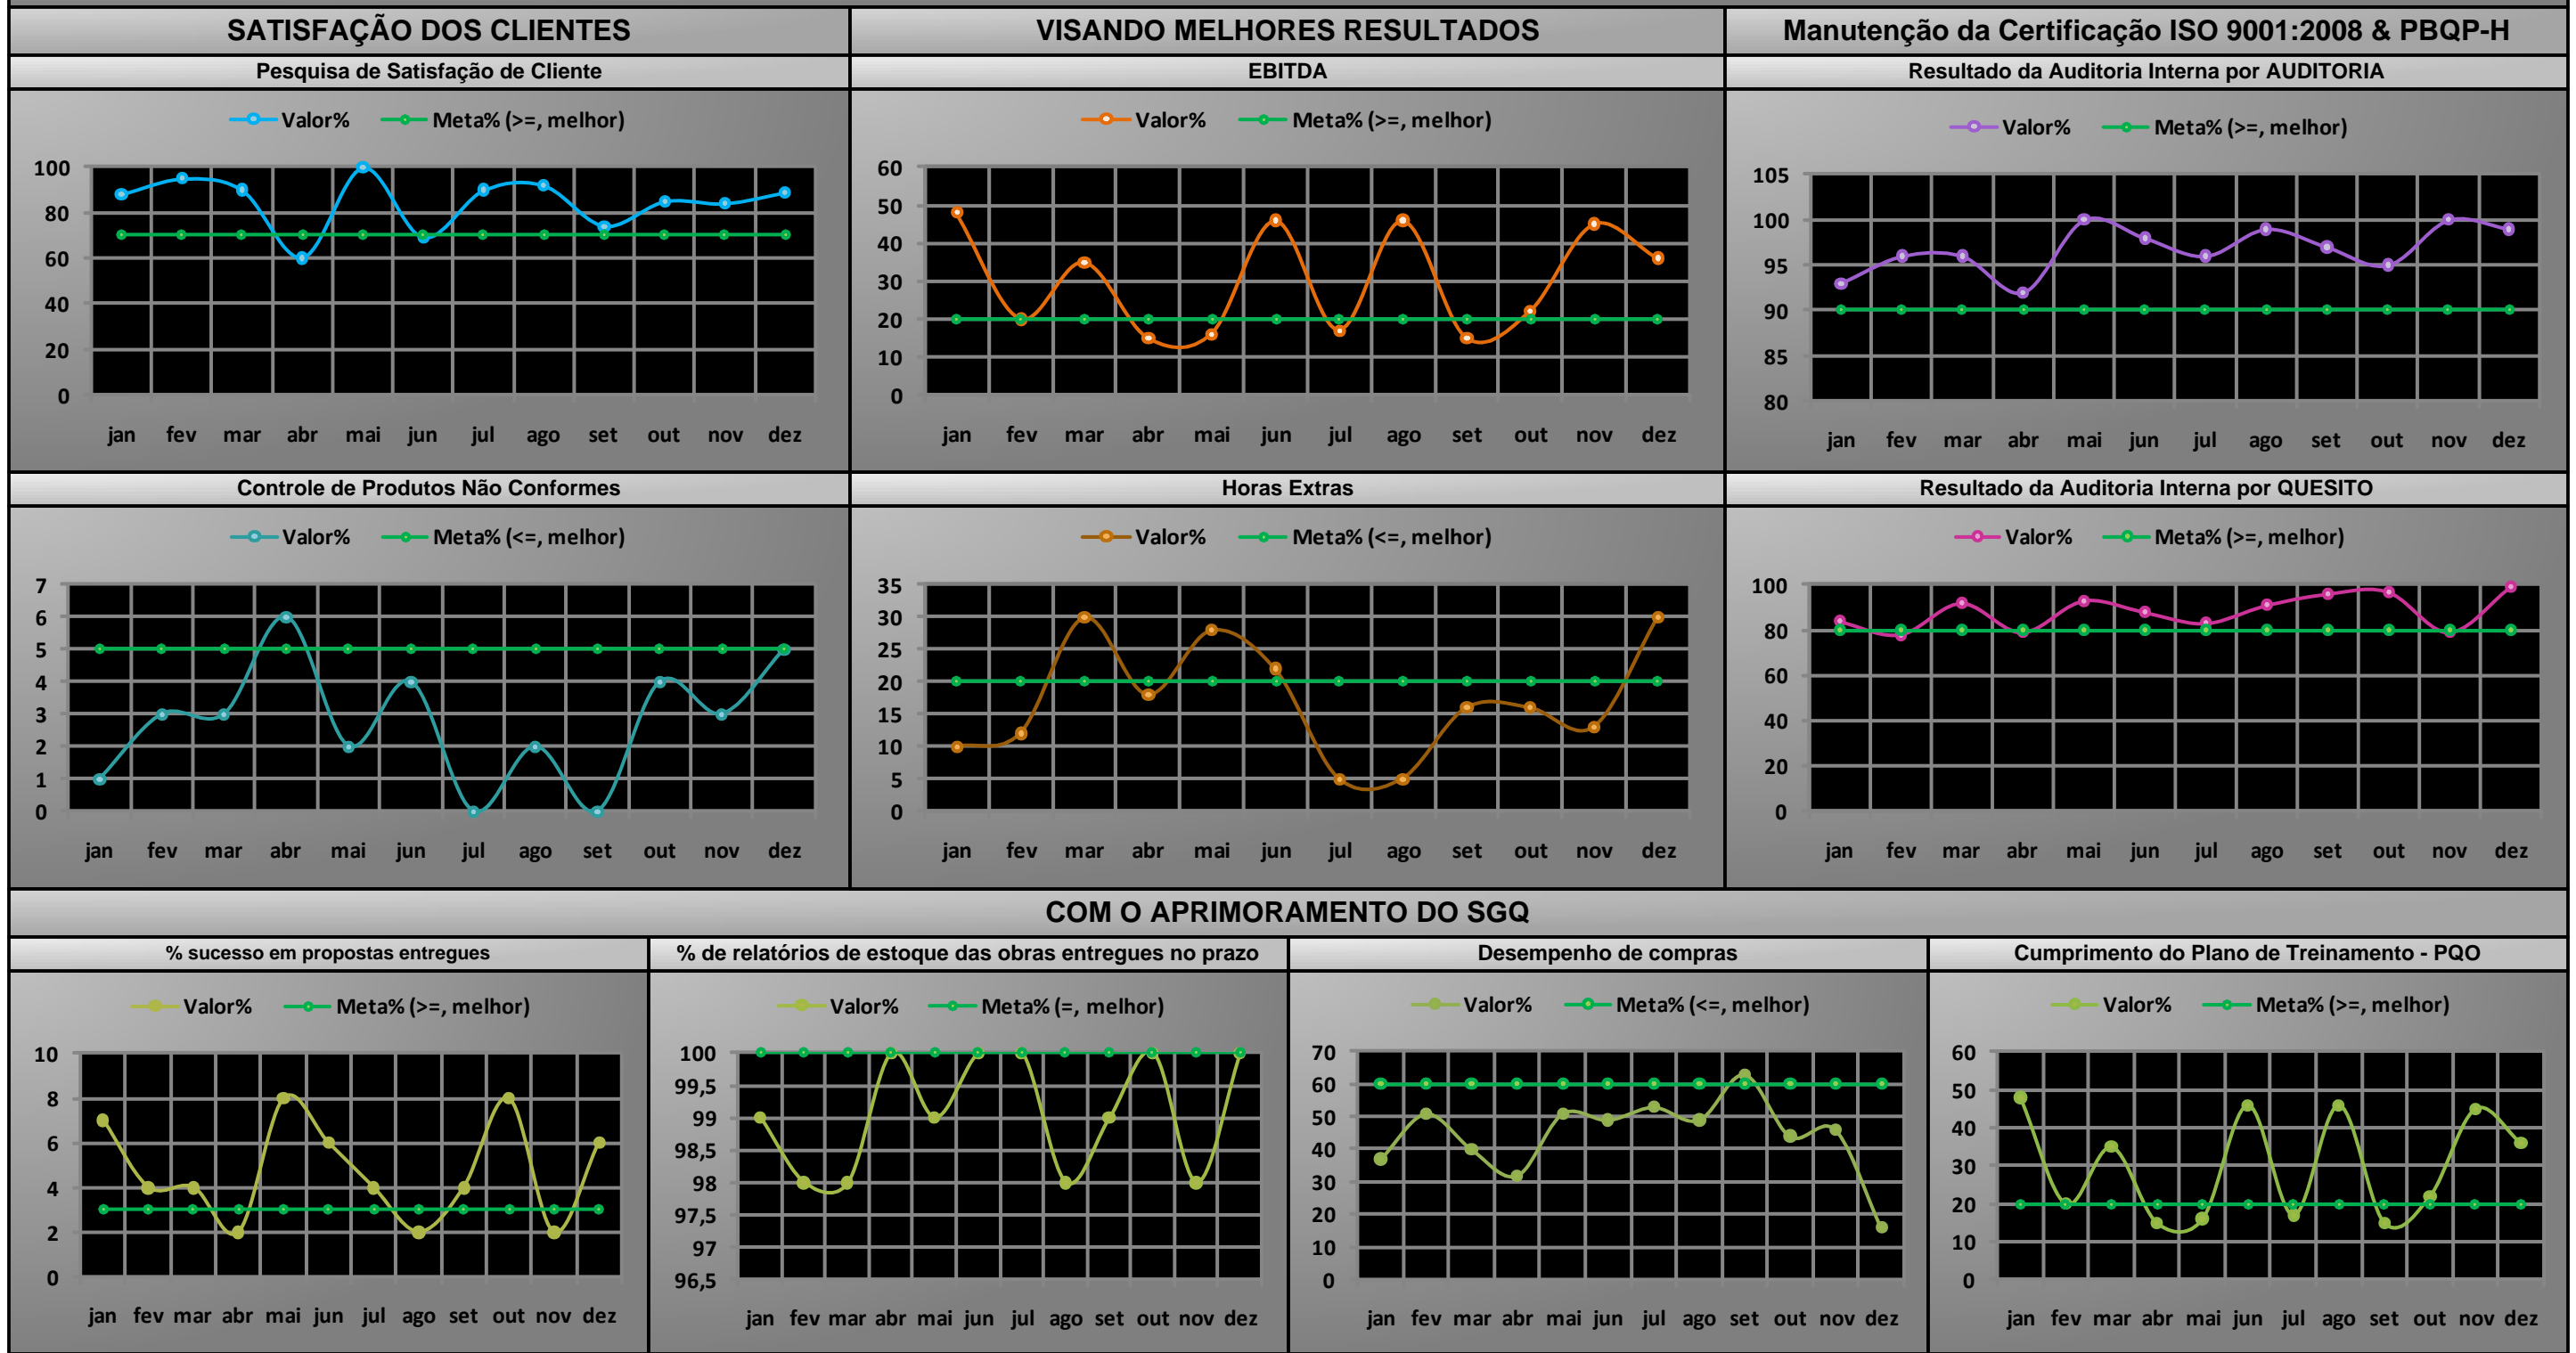 SATISFAÇÃO DOS CLIENTES
VISANDO MELHORES RESULTADOS
Manutenção da Certificação ISO 9001:2008 & PBQP-H
Pesquisa de Satisfação de Cliente
Valor% Meta% (>=, melhor)
100
80
60
40
20
0
jan fev mar abr mai jun jul ago set out nov dez
EBITDA
Valor% Meta% (>=, melhor)
60
50
40
30
20
10
0
jan fev mar abr mai jun jul ago set out nov dez
Resultado da Auditoria Interna por AUDITORIA
Valor% Meta% (>=, melhor)
105
100
95
90
85
80
jan fev mar abr mai jun jul ago set out nov dez
Controle de Produtos Não Conformes
Valor% Meta% (<=, melhor)
7
6
5
4
3
2
1
0
jan fev mar abr mai jun jul ago set out nov dez
Horas Extras
Valor% Meta% (<=, melhor)
35
30
25
20
15
10
5
0
jan fev mar abr mai jun jul ago set out nov dez
Resultado da Auditoria Interna por QUESITO
Valor% Meta% (>=, melhor)
100
80
60
40
20
0
jan fev mar abr mai jun jul ago set out nov dez
COM O APRIMORAMENTO DO SGQ
% sucesso em propostas entregues
Valor% Meta% (>=, melhor)
10
8
6
4
2
0
jan fev mar abr mai jun jul ago set out nov dez
% de relatórios de estoque das obras entregues no prazo
Valor% Meta% (=, melhor)
100
99,5
99
98,5
98
97,5
97
96,5
jan fev mar abr mai jun jul ago set out nov dez
Desempenho de compras
Valor% Meta% (<=, melhor)
70
60
50
40
30
20
10
0
jan fev mar abr mai jun jul ago set out nov dez
Cumprimento do Plano de Treinamento - PQO
Valor% Meta% (>=, melhor)
60
50
40
30
20
10
0
jan fev mar abr mai jun jul ago set out nov dez